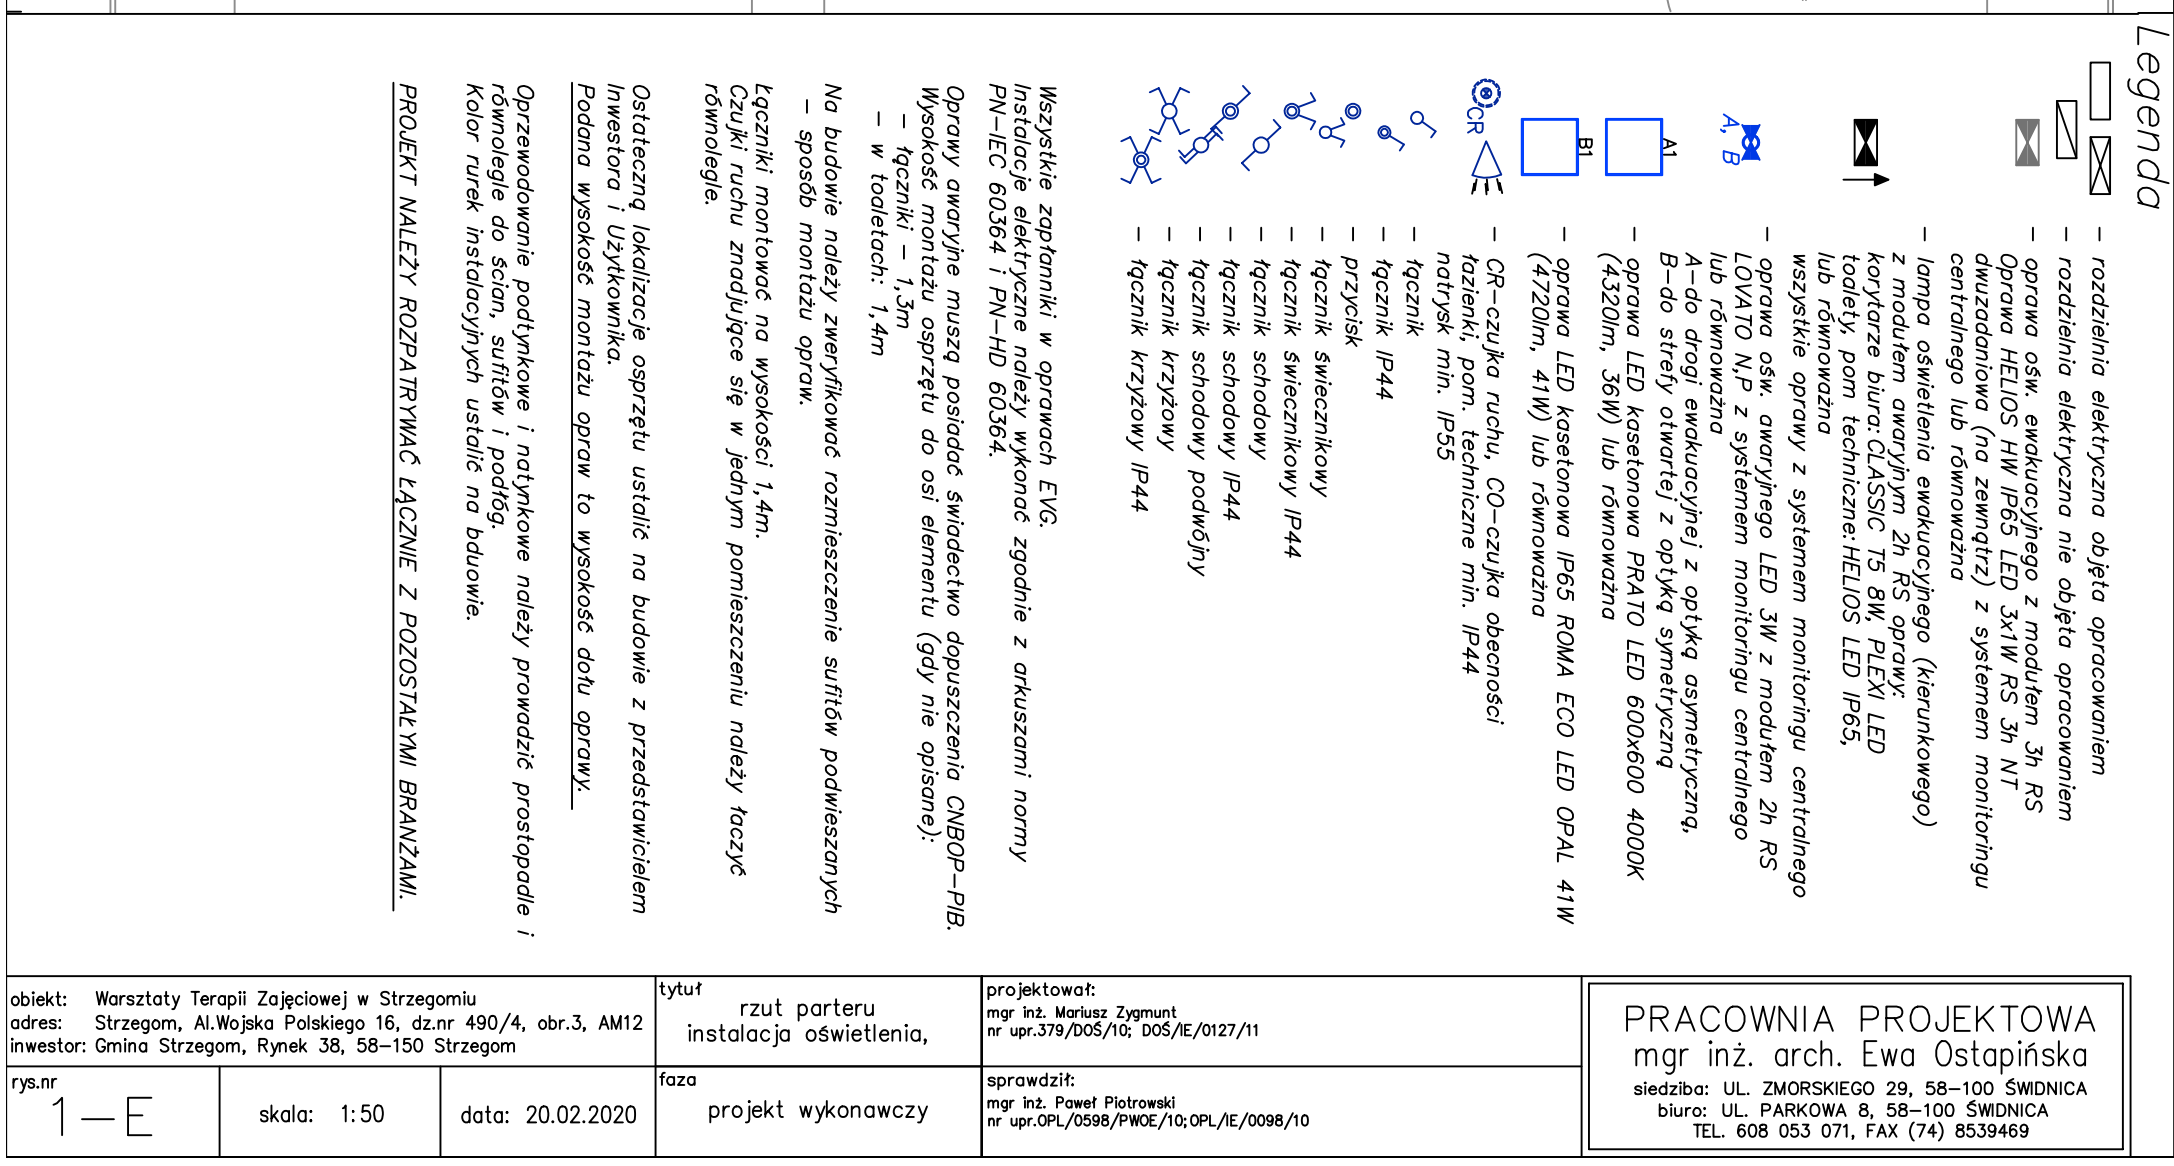 Legenda
– rozdzielnia elektryczna objęta opracowaniem
– rozdzielnia elektryczna nie objęta opracowaniem
– oprawa ośw. ewakuacyjnego z modułem 3h RS
Oprawa HELIOS HW IP65 LED 3x1W RS 3h NT
dwuzadaniowa (na zewnątrz) z systemem monitoringu
centralnego lub równoważna
– lampa oświetlenia ewakuacyjnego (kierunkowego)
z modułem awaryjnym 2h RS oprawy:
korytarze biura: CLASSIC T5 8W, PLEXI LED
toalety, pom techniczne: HELIOS LED IP65,
lub równoważna
wszystkie oprawy z systemem monitoringu centralnego
A, B
– oprawa ośw. awaryjnego LED 3W z modułem 2h RS
LOVATO N,P z systemem monitoringu centralnego
lub równoważna
A–do drogi ewakuacyjnej z optyką asymetryczną,
B–do strefy otwartej z optyką symetryczną
A1
– oprawa LED kasetonowa PRATO LED 600x600 4000K
(4320lm, 36W) lub równoważna
B1
– oprawa LED kasetonowa IP65 ROMA ECO LED OPAL 41W
(4720lm, 41W) lub równoważna
CR
– CR–czujka ruchu, CO–czujka obecności
łazienki, pom. techniczne min. IP44
natrysk min. IP55
– łącznik
– łącznik IP44
– przycisk
– łącznik świecznikowy
– łącznik świecznikowy IP44
– łącznik schodowy
– łącznik schodowy IP44
– łącznik schodowy podwójny
– łącznik krzyżowy
– łącznik krzyżowy IP44
Wszystkie zapłanniki w oprawach EVG.
Instalacje elektryczne należy wykonać zgodnie z arkuszami normy
PN–IEC 60364 i PN–HD 60364.
Oprawy awaryjne muszą posiadać świadectwo dopuszczenia CNBOP–PIB.
Wysokość montażu osprzętu do osi elementu (gdy nie opisane):
– łączniki – 1,3m
– w toaletach: 1,4m
Na budowie należy zweryfikować rozmieszczenie sufitów podwieszanych
– sposób montażu opraw.
Łączniki montować na wysokości 1,4m.
Czujki ruchu znadjujące się w jednym pomieszczeniu należy łaczyć
równolegle.
Ostateczną lokalizacje osprzętu ustalić na budowie z przedstawicielem
Inwestora i Użytkownika.
Podana wysokość montażu opraw to wysokość dołu oprawy.
Oprzewodowanie podtynkowe i natynkowe należy prowadzić prostopadle i
równolegle do ścian, sufitów i podłóg.
Kolor rurek instalacyjnych ustalić na bduowie.
PROJEKT NALEŻY ROZPATRYWAĆ ŁĄCZNIE Z POZOSTAŁYMI BRANŻAMI.
obiekt: Warsztaty Terapii Zajęciowej w Strzegomiu
adres: Strzegom, Al.Wojska Polskiego 16, dz.nr 490/4, obr.3, AM12
inwestor: Gmina Strzegom, Rynek 38, 58–150 Strzegom
tytuł
rzut parteru
instalacja oświetlenia,
projektował:
mgr inż. Mariusz Zygmunt
nr upr.379/DOŚ/10; DOŚ/IE/0127/11
rys.nr
1–E
skala: 1:50
data: 20.02.2020
faza
projekt wykonawczy
sprawdził:
mgr inż. Paweł Piotrowski
nr upr.OPL/0598/PWOE/10;OPL/IE/0098/10
PRACOWNIA PROJEKTOWA
mgr inż. arch. Ewa Ostapińska
siedziba: UL. ZMORSKIEGO 29, 58–100 ŚWIDNICA
biuro: UL. PARKOWA 8, 58–100 ŚWIDNICA
TEL. 608 053 071, FAX (74) 8539469